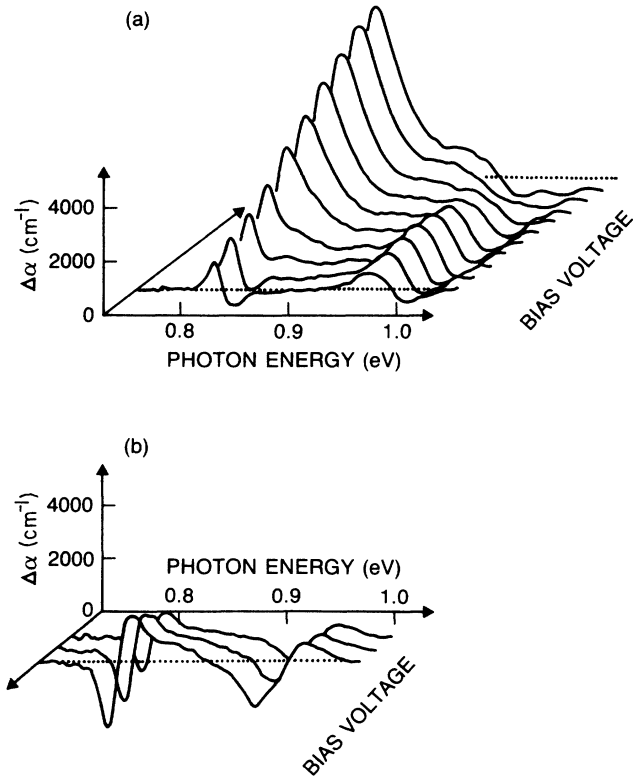 (a)
4000
2000
0
Δα (cm⁻¹)
0.8 0.9 1.0
PHOTON ENERGY (eV)
BIAS VOLTAGE
(b)
4000
2000
0
Δα (cm⁻¹)
PHOTON ENERGY (eV)
0.8 0.9 1.0
BIAS VOLTAGE